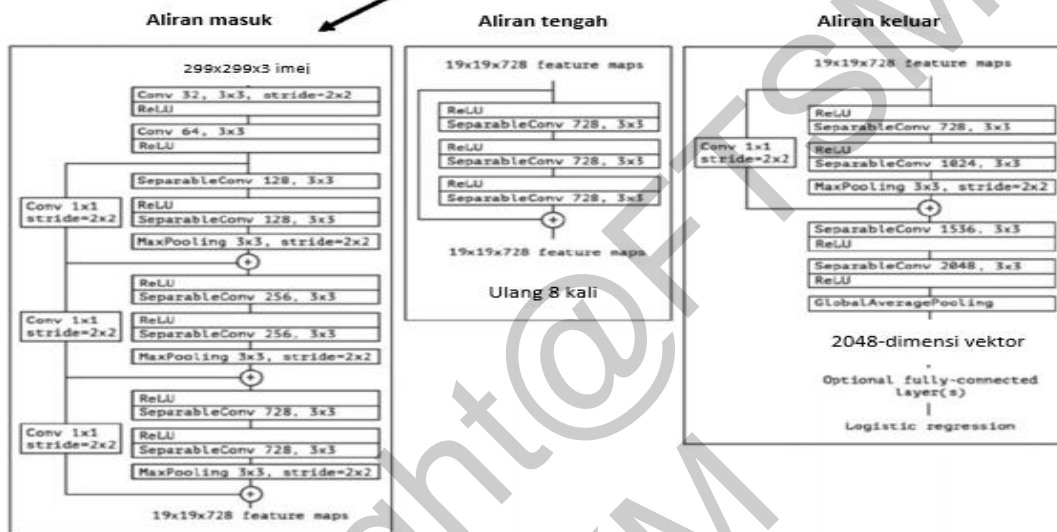 Aliran masuk
299x299x3 imej
Conv 32, 3x3, stride=2x2
ReLU
Conv 64, 3x3
ReLU
SeparableConv 128, 3x3
Conv 1x1
stride=2x2
ReLU
SeparableConv 128, 3x3
MaxPooling 3x3, stride=2x2
+
ReLU
SeparableConv 256, 3x3
Conv 1x1
stride=2x2
ReLU
SeparableConv 256, 3x3
MaxPooling 3x3, stride=2x2
+
ReLU
SeparableConv 728, 3x3
Conv 1x1
stride=2x2
ReLU
SeparableConv 728, 3x3
MaxPooling 3x3, stride=2x2
+
19x19x728 feature maps
Aliran tengah
19x19x728 feature maps
ReLU
SeparableConv 728, 3x3
ReLU
SeparableConv 728, 3x3
ReLU
SeparableConv 728, 3x3
+
19x19x728 feature maps
Ulang 8 kali
Aliran keluar
19x19x728 feature maps
ReLU
SeparableConv 728, 3x3
Conv 1x1
stride=2x2
ReLU
SeparableConv 1024, 3x3
MaxPooling 3x3, stride=2x2
+
SeparableConv 1536, 3x3
ReLU
SeparableConv 2048, 3x3
ReLU
GlobalAveragePooling
2048-dimensi vektor
Optional fully-connected
layer(s)
Logistic regression